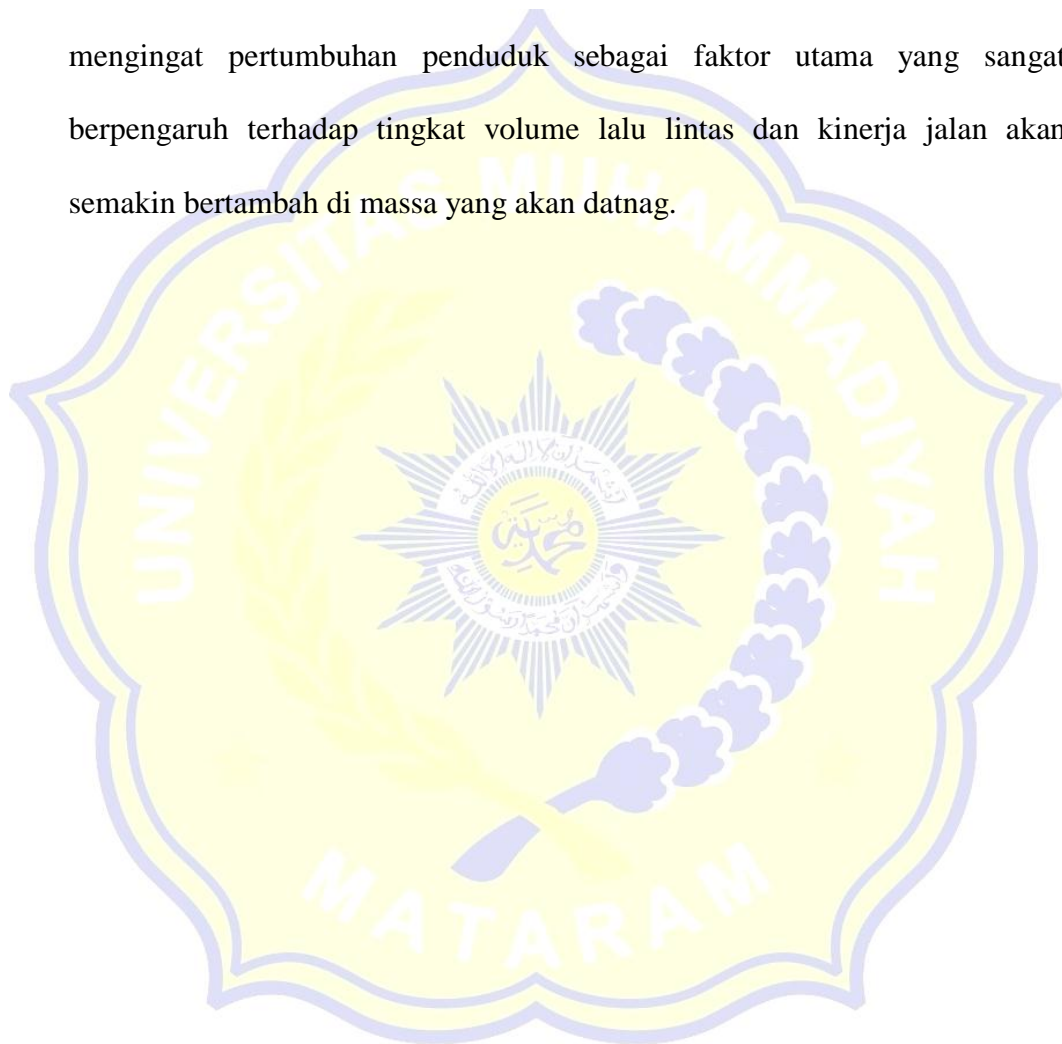 mengingat pertumbuhan penduduk sebagai faktor utama yang sangat
berpengaruh terhadap tingkat volume lalu lintas dan kinerja jalan akan
semakin bertambah di massa yang akan datnag.
UNIVERSITAS MUHAMMADIYAH
MATARAM